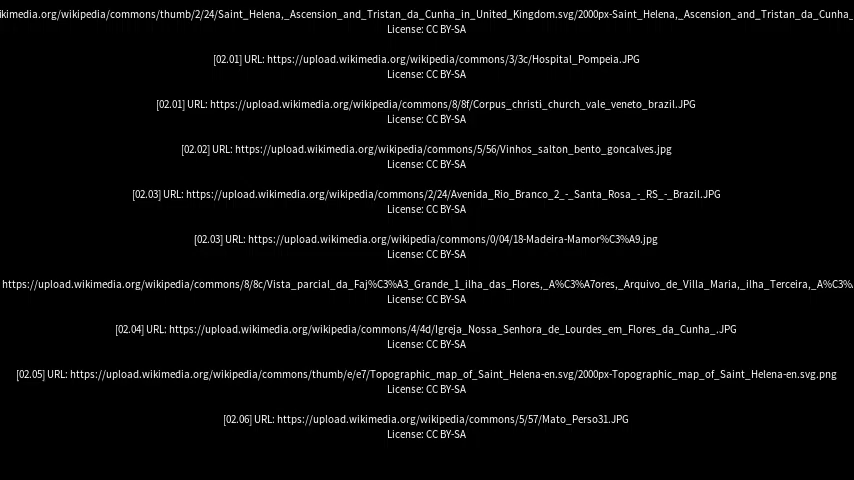 ikimedia.org/wikipedia/commons/thumb/2/24/Saint_Helena,_Ascension_and_Tristan_da_Cunha_in_United_Kingdom.svg/2000px-Saint_Helena,_Ascension_and_Tristan_da_Cunha_
License: CC BY-SA
[02.01] URL: https://upload.wikimedia.org/wikipedia/commons/3/3c/Hospital_Pompeia.JPG
License: CC BY-SA
[02.01] URL: https://upload.wikimedia.org/wikipedia/commons/8/8f/Corpus_christi_church_vale_veneto_brazil.JPG
License: CC BY-SA
[02.02] URL: https://upload.wikimedia.org/wikipedia/commons/5/56/Vinhos_salton_bento_goncalves.jpg
License: CC BY-SA
[02.03] URL: https://upload.wikimedia.org/wikipedia/commons/2/24/Avenida_Rio_Branco_2_-_Santa_Rosa_-_RS_-_Brazil.JPG
License: CC BY-SA
[02.03] URL: https://upload.wikimedia.org/wikipedia/commons/0/04/18-Madeira-Mamor%C3%A9.jpg
License: CC BY-SA
https://upload.wikimedia.org/wikipedia/commons/8/8c/Vista_parcial_da_Faj%C3%A3_Grande_1_ilha_das_Flores,_A%C3%A7ores,_Arquivo_de_Villa_Maria,_ilha_Terceira,_A%C3%
License: CC BY-SA
[02.04] URL: https://upload.wikimedia.org/wikipedia/commons/4/4d/Igreja_Nossa_Senhora_de_Lourdes_em_Flores_da_Cunha_.JPG
License: CC BY-SA
[02.05] URL: https://upload.wikimedia.org/wikipedia/commons/thumb/e/e7/Topographic_map_of_Saint_Helena-en.svg/2000px-Topographic_map_of_Saint_Helena-en.svg.png
License: CC BY-SA
[02.06] URL: https://upload.wikimedia.org/wikipedia/commons/5/57/Mato_Perso31.JPG
License: CC BY-SA